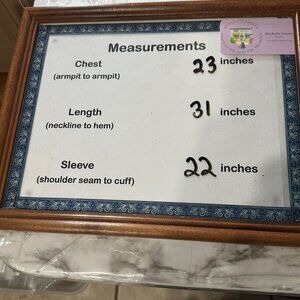 Measurements
Chest 23 inches
(armpit to armpit)
Length 31 inches
(neckline to hem)
Sleeve 22 inches
(shoulder seam to cuff)